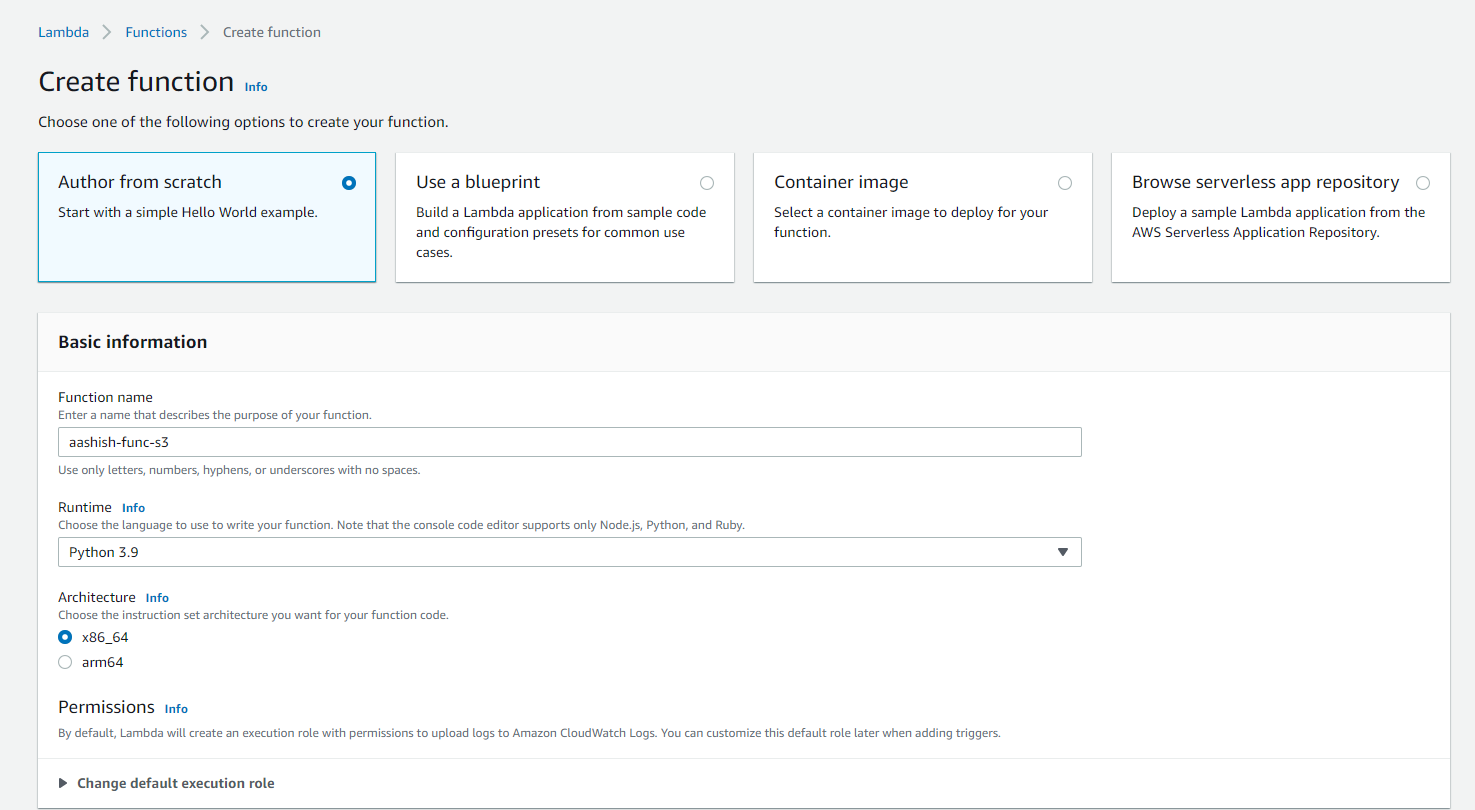 Lambda > Functions > Create function
Create function Info
Choose one of the following options to create your function.
Author from scratch
Start with a simple Hello World example.
Use a blueprint
Build a Lambda application from sample code
and configuration presets for common use
cases.
Container image
Select a container image to deploy for your
function.
Browse serverless app repository
Deploy a sample Lambda application from the
AWS Serverless Application Repository.
Basic information
Function name
Enter a name that describes the purpose of your function.
aashish-func-s3
Use only letters, numbers, hyphens, or underscores with no spaces.
Runtime Info
Choose the language to use to write your function. Note that the console code editor supports only Node.js, Python, and Ruby.
Python 3.9
Architecture Info
Choose the instruction set architecture you want for your function code.
x86_64
arm64
Permissions Info
By default, Lambda will create an execution role with permissions to upload logs to Amazon CloudWatch Logs. You can customize this default role later when adding triggers.
Change default execution role